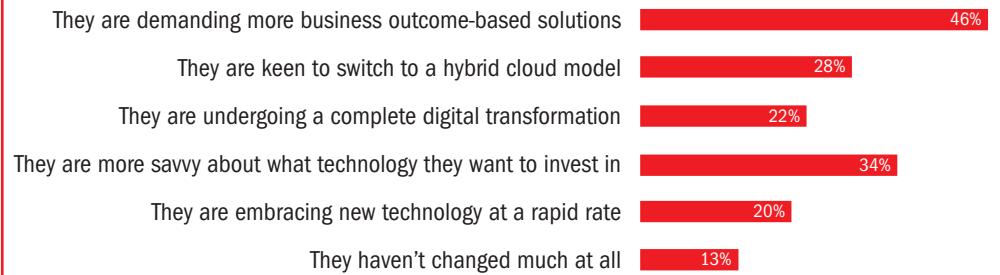 They are demanding more business outcome-based solutions 46%
They are keen to switch to a hybrid cloud model 28%
They are undergoing a complete digital transformation 22%
They are more savvy about what technology they want to invest in 34%
They are embracing new technology at a rapid rate 20%
They haven’t changed much at all 13%